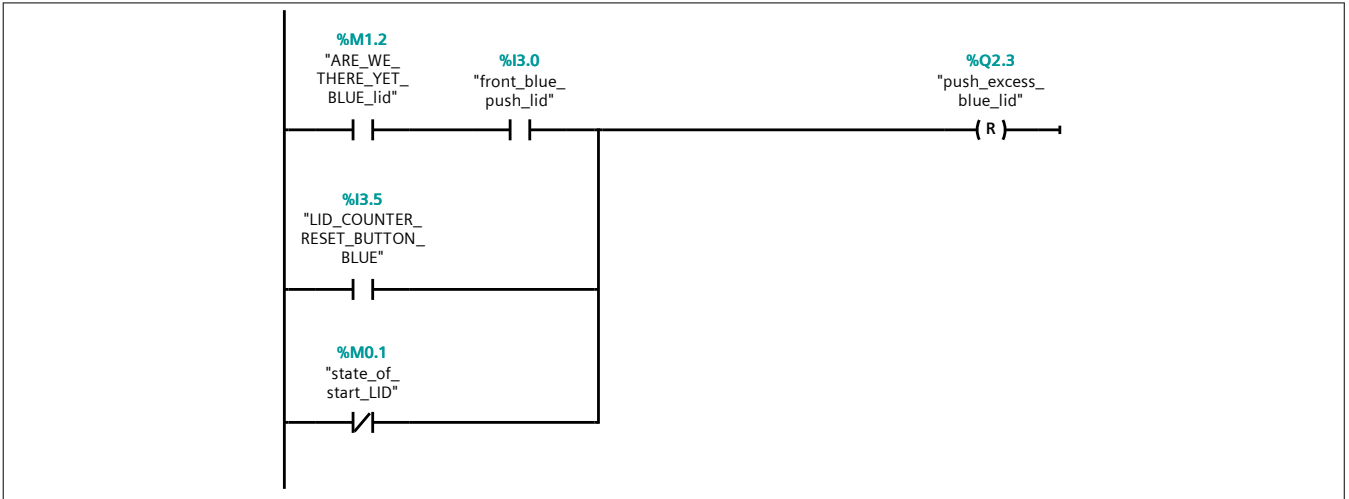 %M1.2
"ARE_WE_
THERE_YET_
BLUE_lid"
%I3.0
"front_blue_
push_lid"
%Q2.3
"push_excess_
blue_lid"
R
%I3.5
"LID_COUNTER_
RESET_BUTTON_
BLUE"
%M0.1
"state_of_
start_LID"